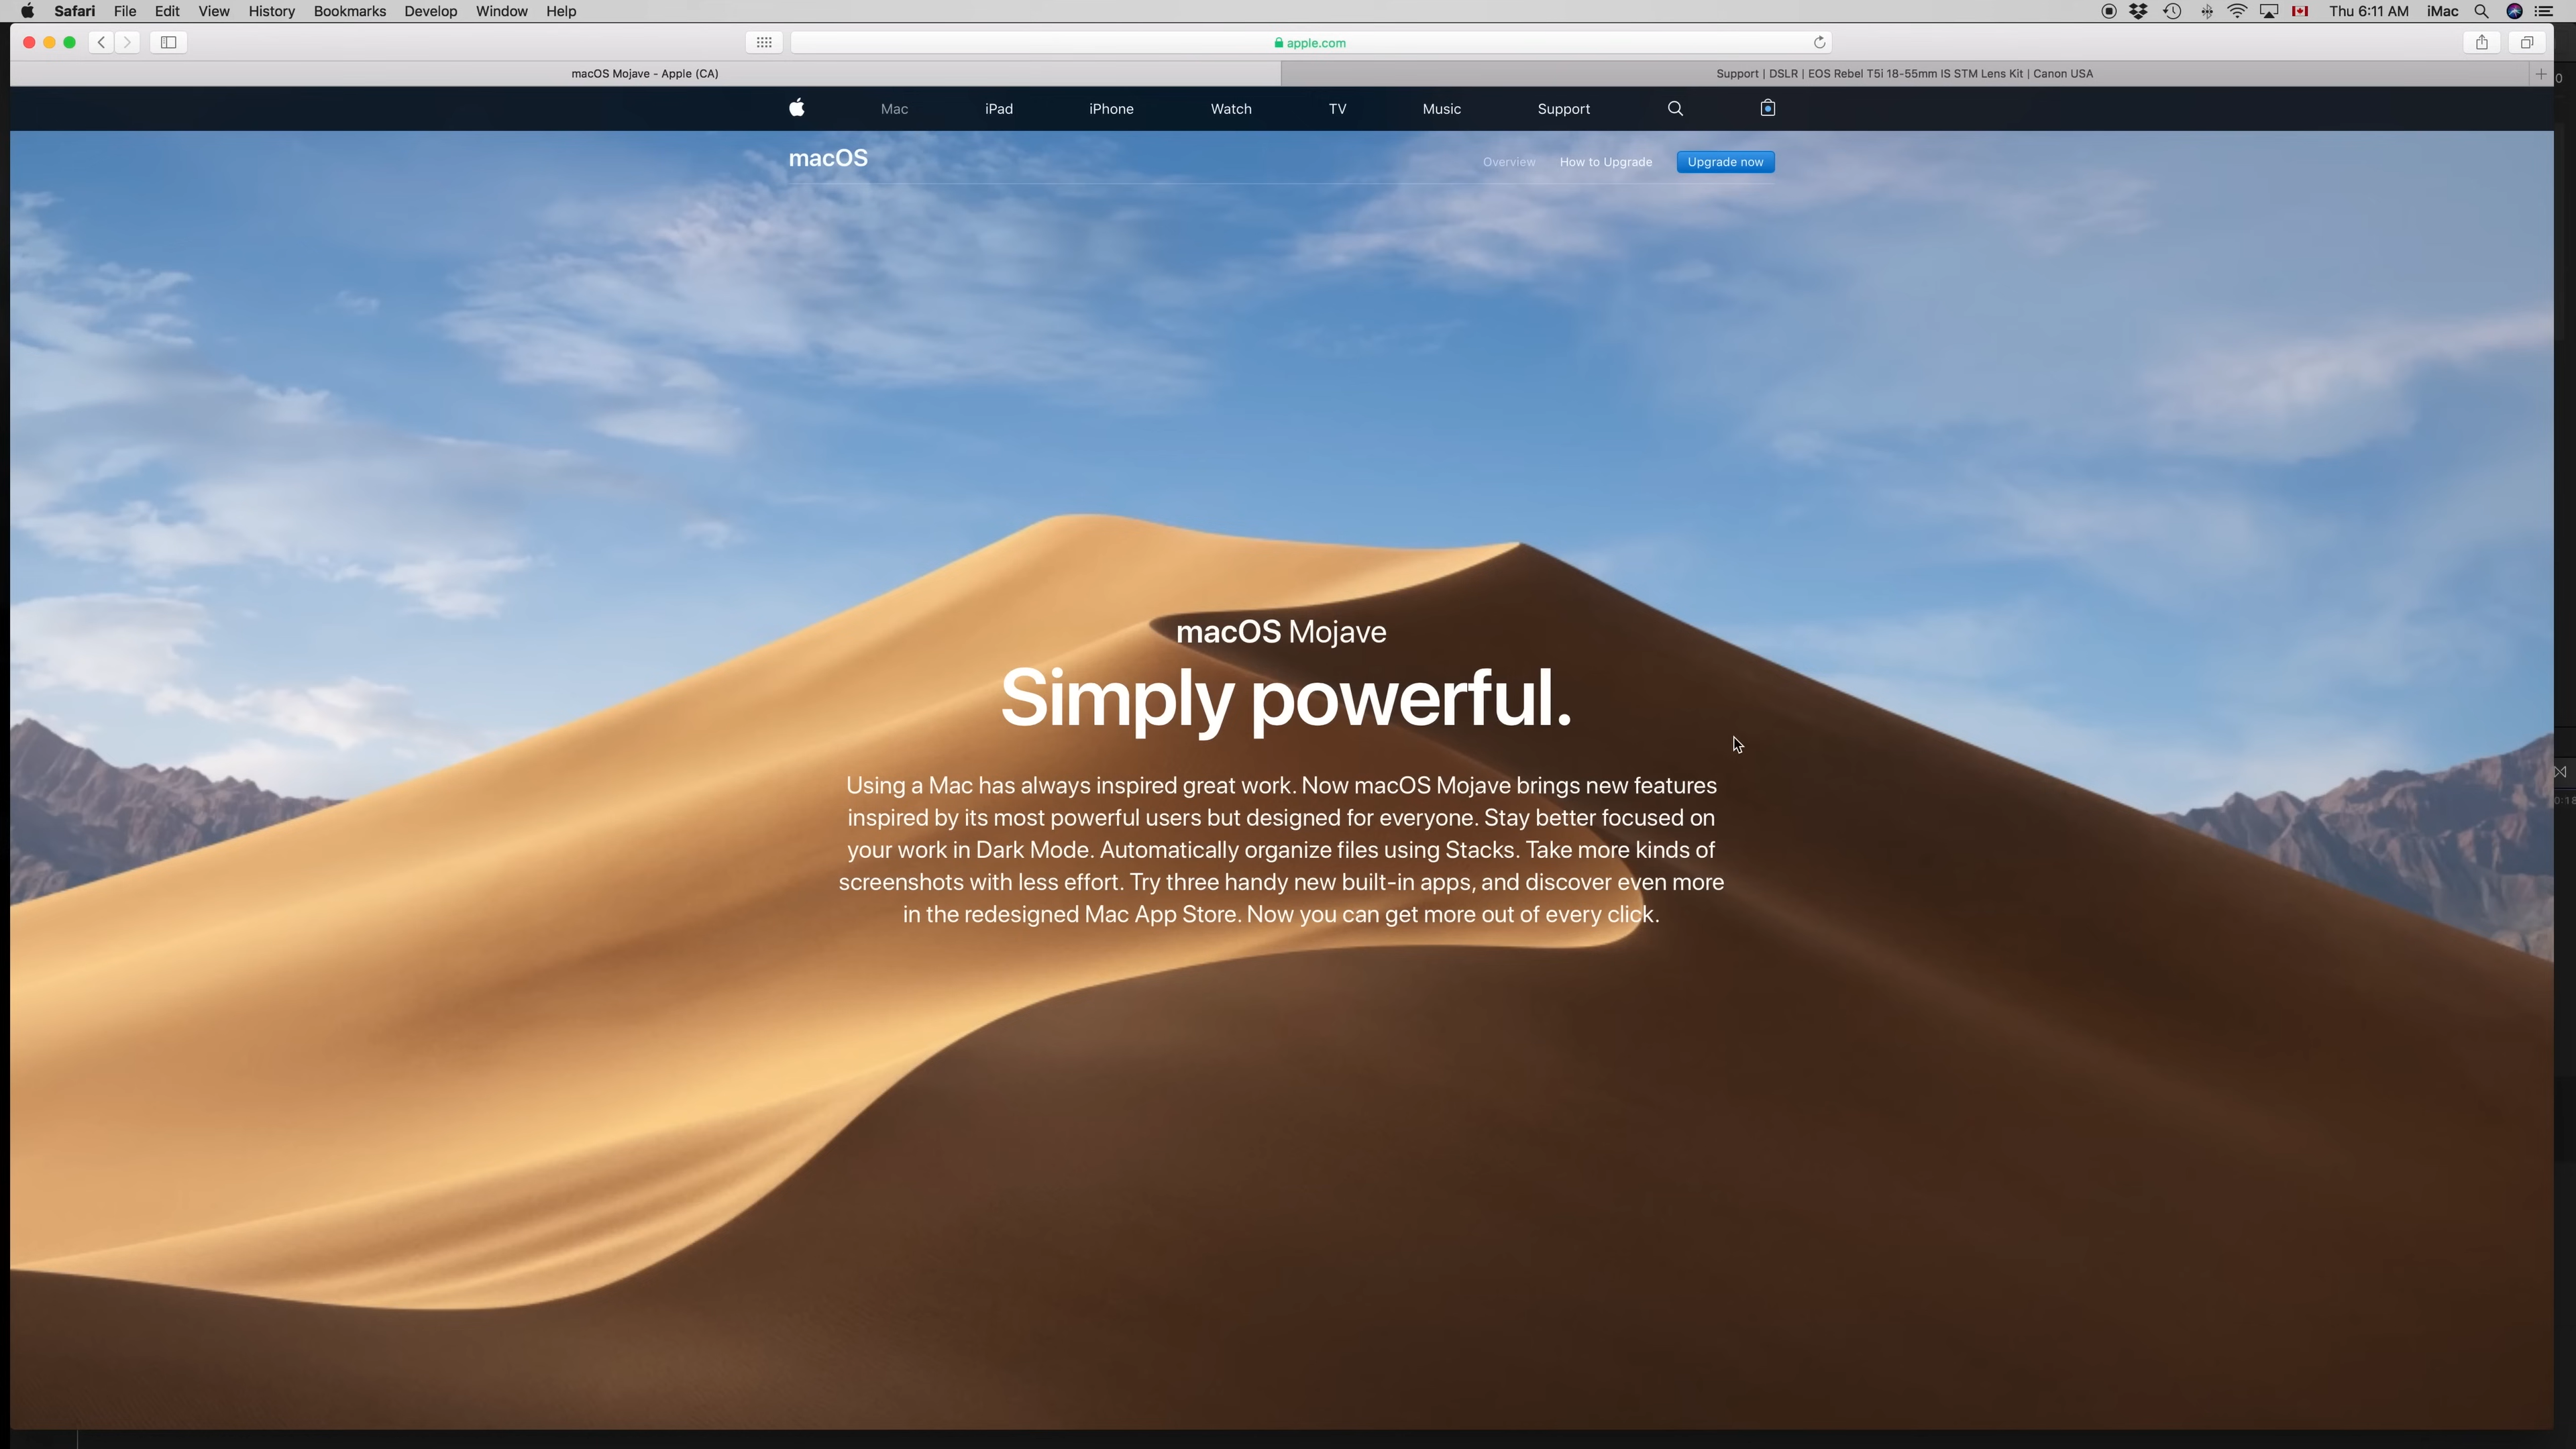 Safari File Edit View History Bookmarks Develop Window Help Thu 6:11 AM iMac
apple.com
macOS Mojave - Apple (CA) Support | DSLR | EOS Rebel T5i 18-55mm IS STM Lens Kit | Canon USA
Mac iPad iPhone Watch TV Music Support
macOS Overview How to Upgrade Upgrade now
macOS Mojave
Simply powerful.
Using a Mac has always inspired great work. Now macOS Mojave brings new features
inspired by its most powerful users but designed for everyone. Stay better focused on
your work in Dark Mode. Automatically organize files using Stacks. Take more kinds of
screenshots with less effort. Try three handy new built-in apps, and discover even more
in the redesigned Mac App Store. Now you can get more out of every click.